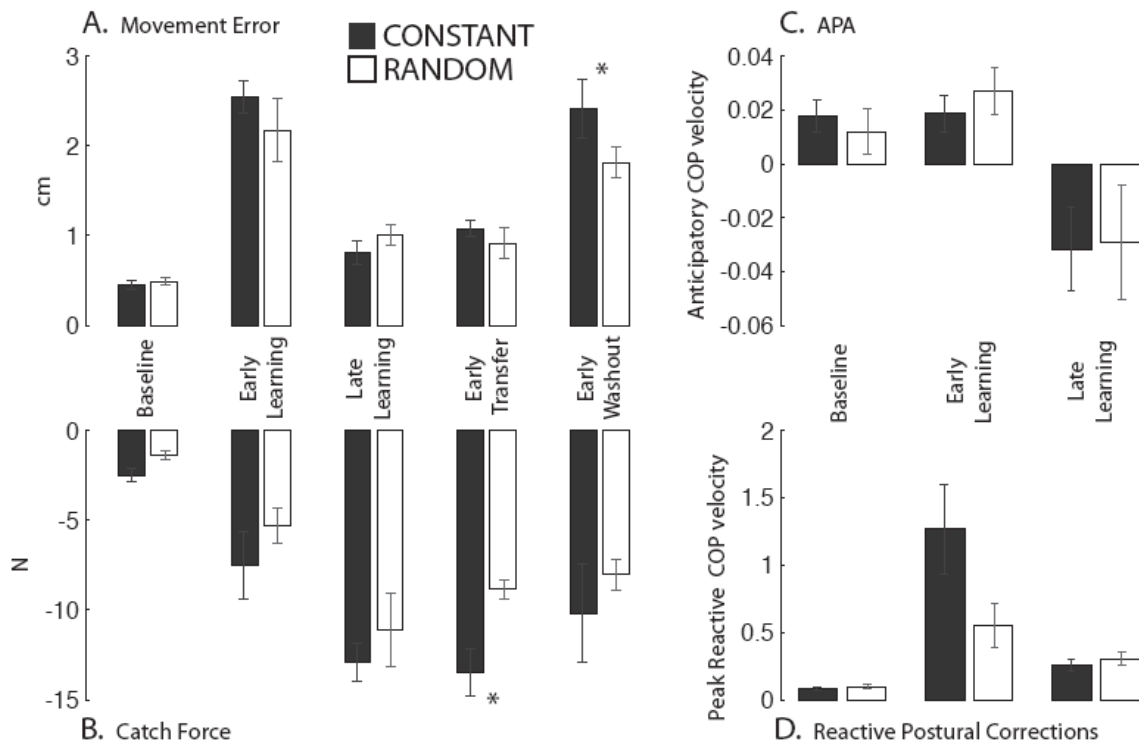 A. Movement Error
CONSTANT
RANDOM
3
2
1
0
cm
*
Baseline
Early
Learning
Late
Learning
Early
Transfer
Early
Washout
0
-5
-10
-15
N
*
B. Catch Force
C. APA
0.04
0.02
0
-0.02
-0.04
-0.06
Anticipatory COP velocity
Baseline
Early
Learning
Late
Learning
2
1.5
1
0.5
0
Peak Reactive COP velocity
D. Reactive Postural Corrections